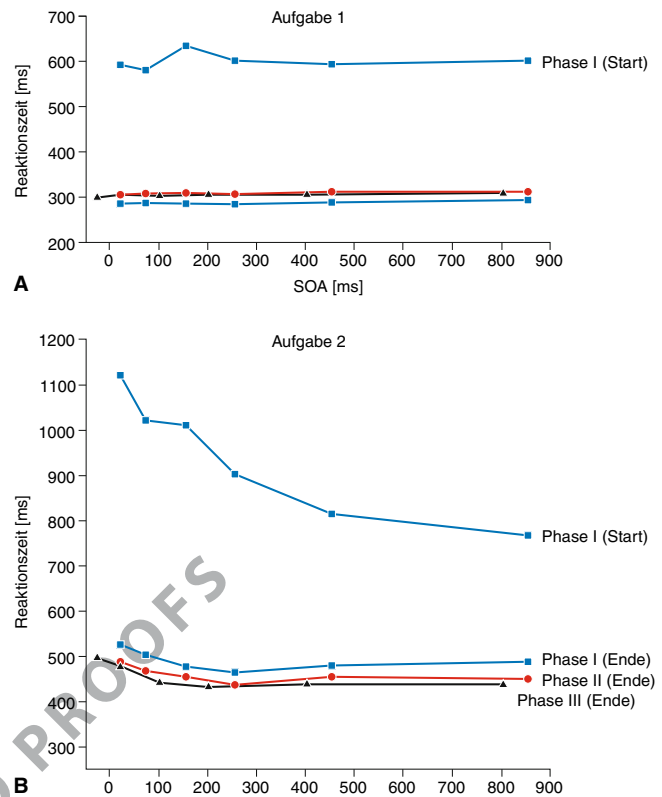 Aufgabe 1
700
600
500
400
300
200
Reaktionszeit [ms]
Phase I (Start)
0 100 200 300 400 500 600 700 800 900
SOA [ms]
A
Aufgabe 2
1200
1100
1000
900
800
700
600
500
400
300
Reaktionszeit [ms]
Phase I (Start)
Phase I (Ende)
Phase II (Ende)
Phase III (Ende)
0 100 200 300 400 500 600 700 800 900
B
PROOFS